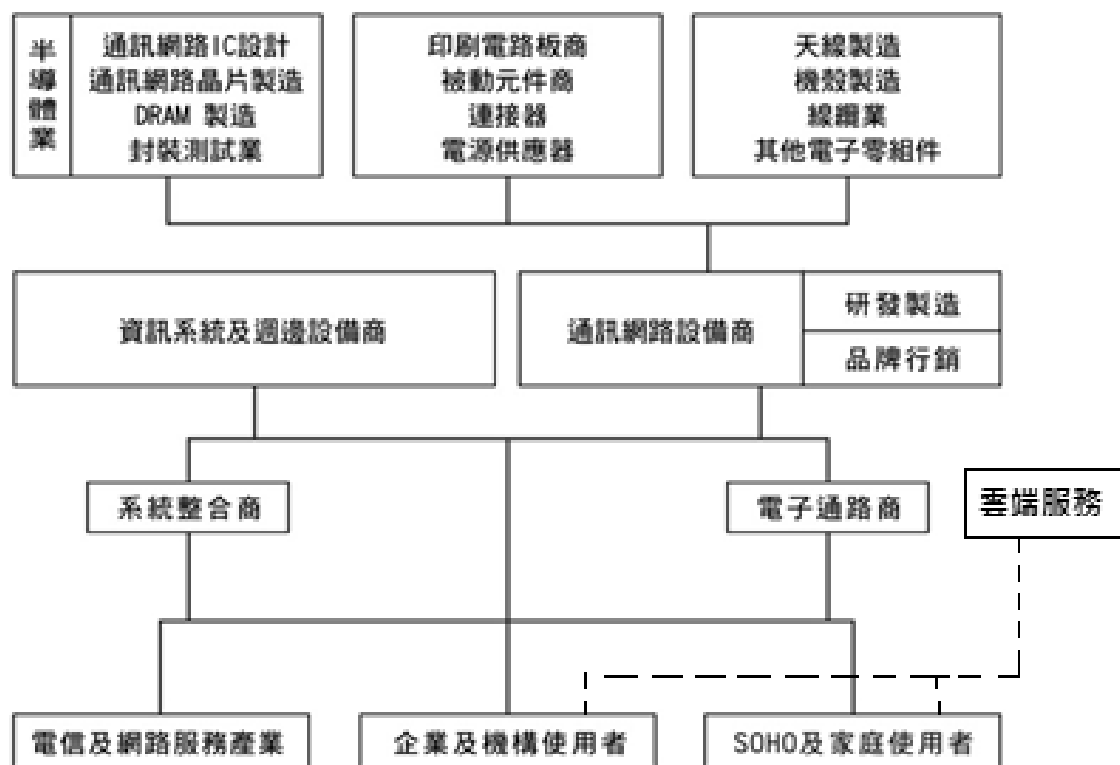 半導體業
通訊網路IC設計
通訊網路晶片製造
DRAM 製造
封裝測試業
印刷電路板商
被動元件商
連接器
電源供應器
天線製造
機殼製造
線纜業
其他電子零組件
資訊系統及週邊設備商
通訊網路設備商
研發製造
品牌行銷
系統整合商
電子通路商
雲端服務
電信及網路服務產業
企業及機構使用者
SOHO及家庭使用者